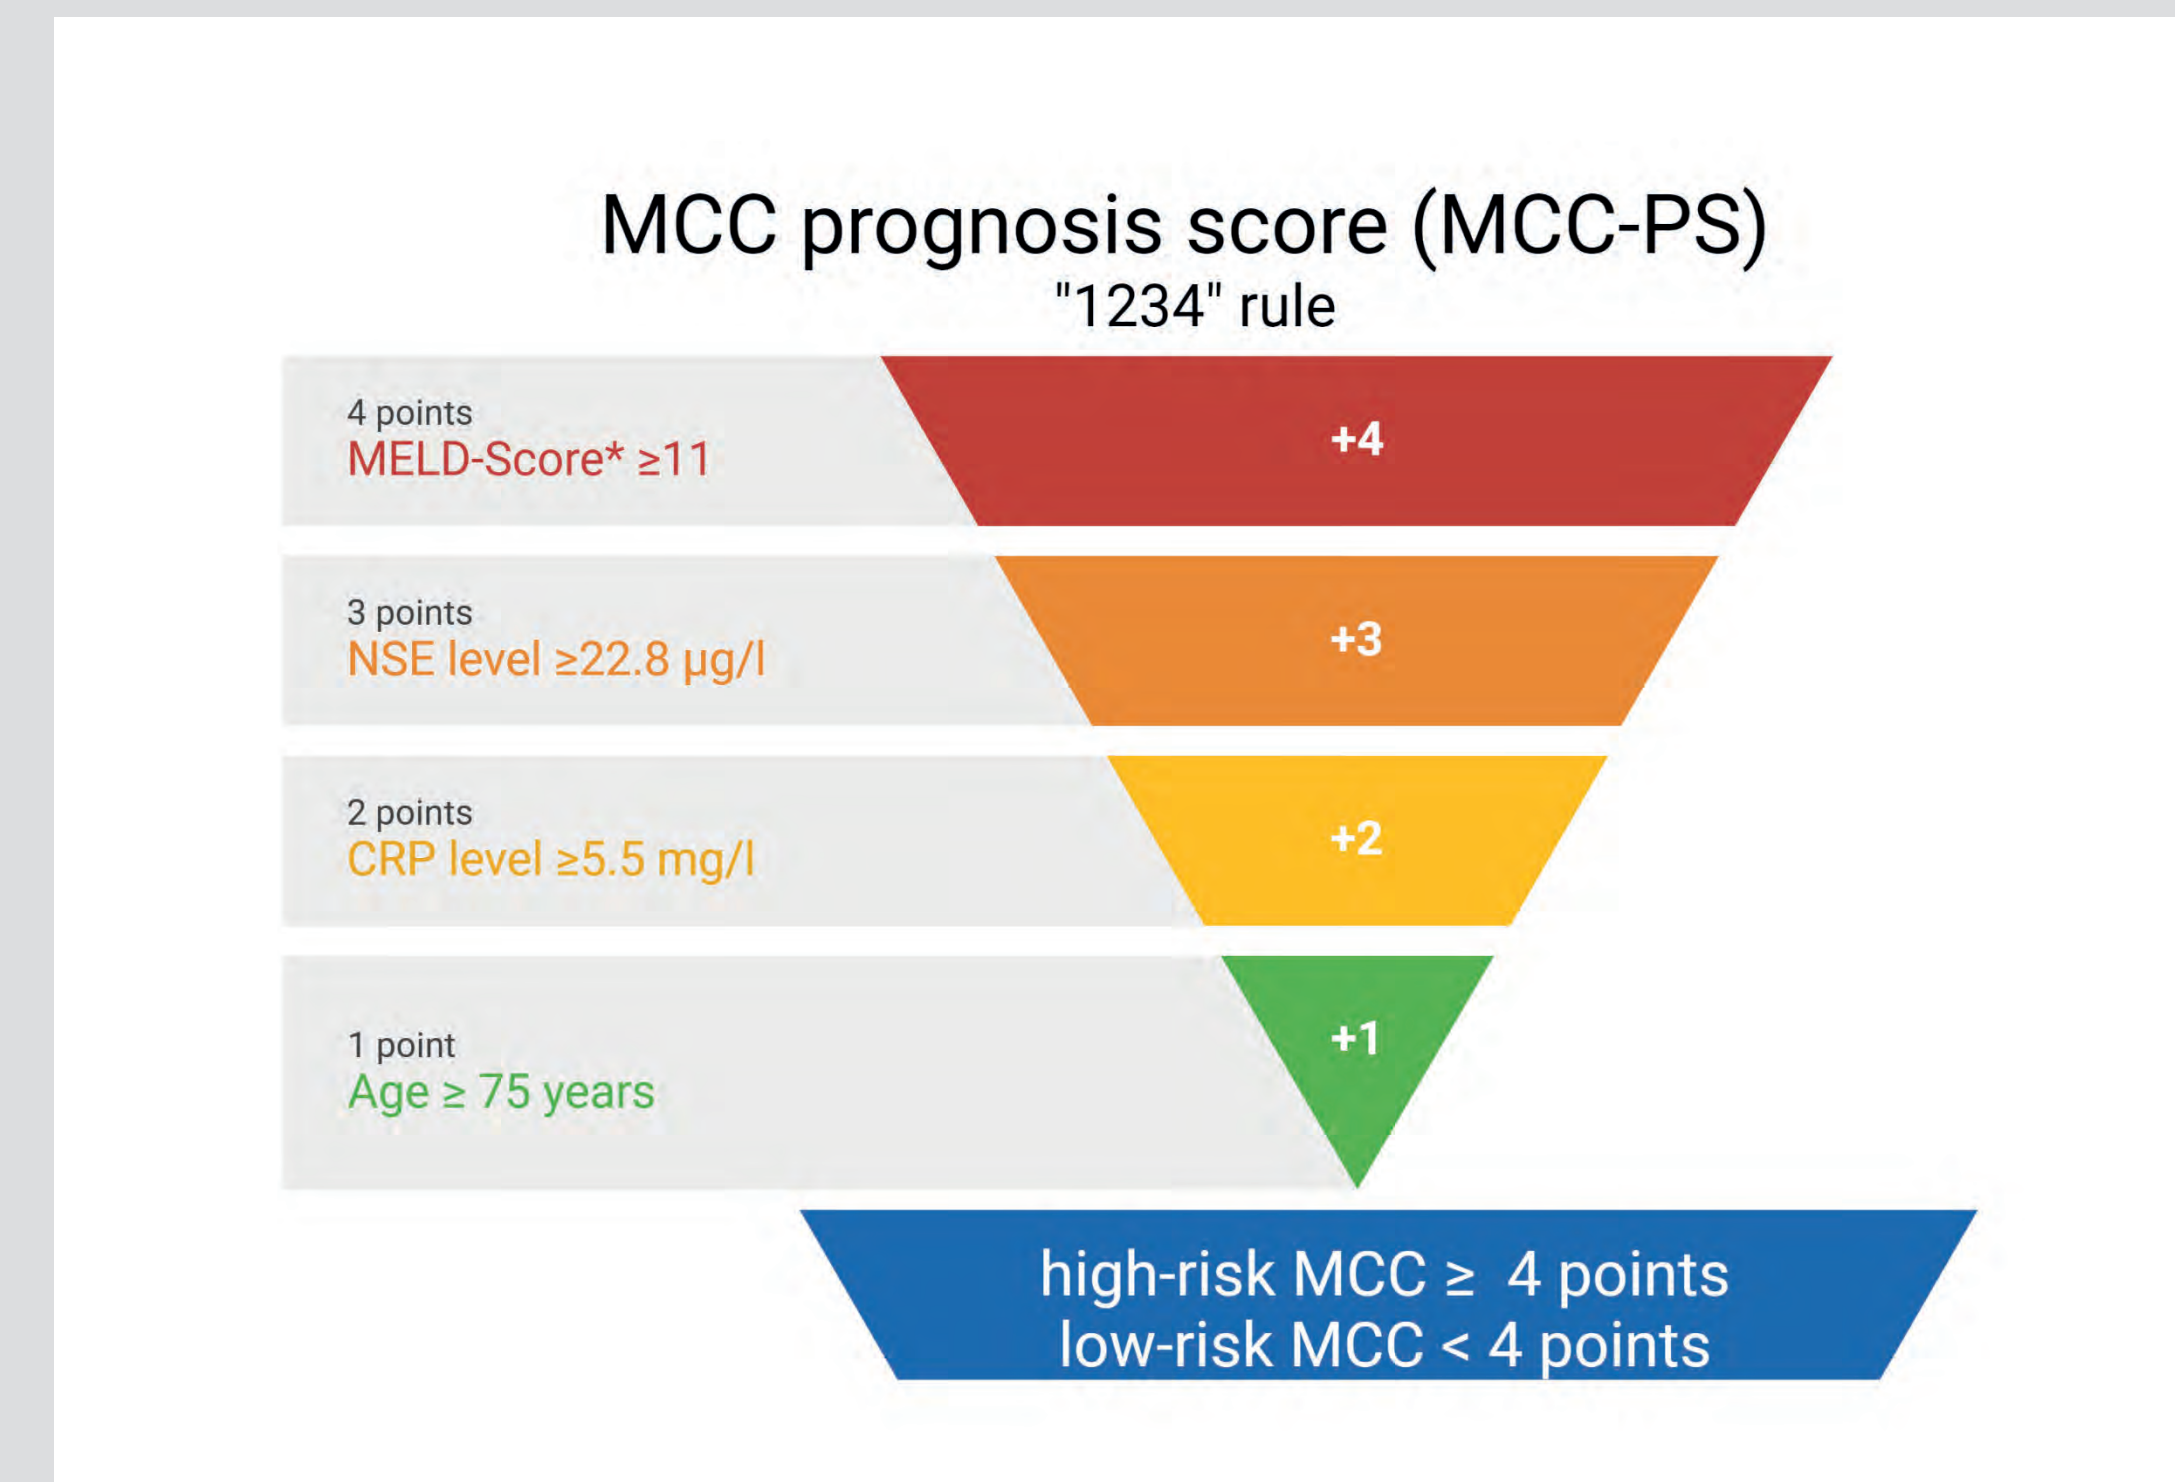 MCC prognosis score (MCC-PS)
"1234" rule
4 points
MELD-Score* ≥11
+4
3 points
NSE level ≥22.8 µg/l
+3
2 points
CRP level ≥5.5 mg/l
+2
1 point
Age ≥ 75 years
+1
high-risk MCC ≥ 4 points
low-risk MCC < 4 points